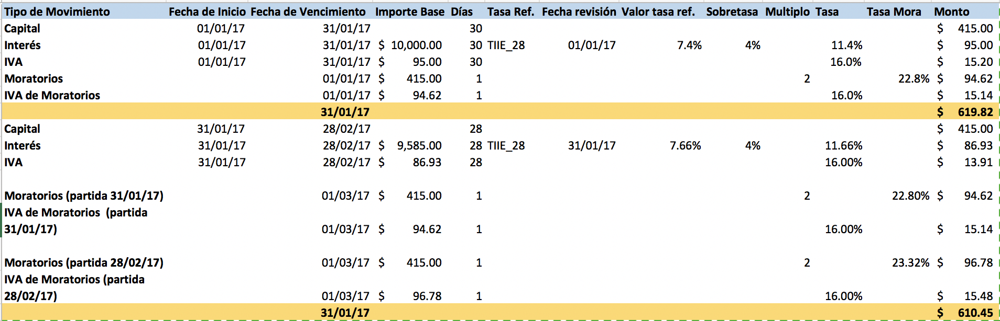 Tipo de Movimiento Fecha de Inicio Fecha de Vencimiento Importe Base Días Tasa Ref. Fecha revisión Valor tasa ref. Sobretasa Multiplo Tasa Tasa Mora Monto
Capital 01/01/17 31/01/17 30 $ 415.00
Interés 01/01/17 31/01/17 $ 10,000.00 30 TIIE_28 01/01/17 7.4% 4% 11.4% $ 95.00
IVA 01/01/17 31/01/17 $ 95.00 30 16.0% $ 15.20
Moratorios 01/01/17 $ 415.00 1 2 22.8% $ 94.62
IVA de Moratorios 01/01/17 $ 94.62 1 16.0% $ 15.14
31/01/17 $ 619.82
Capital 31/01/17 28/02/17 28 $ 415.00
Interés 31/01/17 28/02/17 $ 9,585.00 28 TIIE_28 31/01/17 7.66% 4% 11.66% $ 86.93
IVA 31/01/17 28/02/17 $ 86.93 28 16.00% $ 13.91
Moratorios (partida 31/01/17) 01/03/17 $ 415.00 1 2 22.80% $ 94.62
IVA de Moratorios (partida
31/01/17) 01/03/17 $ 94.62 1 16.00% $ 15.14
Moratorios (partida 28/02/17) 01/03/17 $ 415.00 1 2 23.32% $ 96.78
IVA de Moratorios (partida
28/02/17) 01/03/17 $ 96.78 1 16.00% $ 15.48
31/01/17 $ 610.45